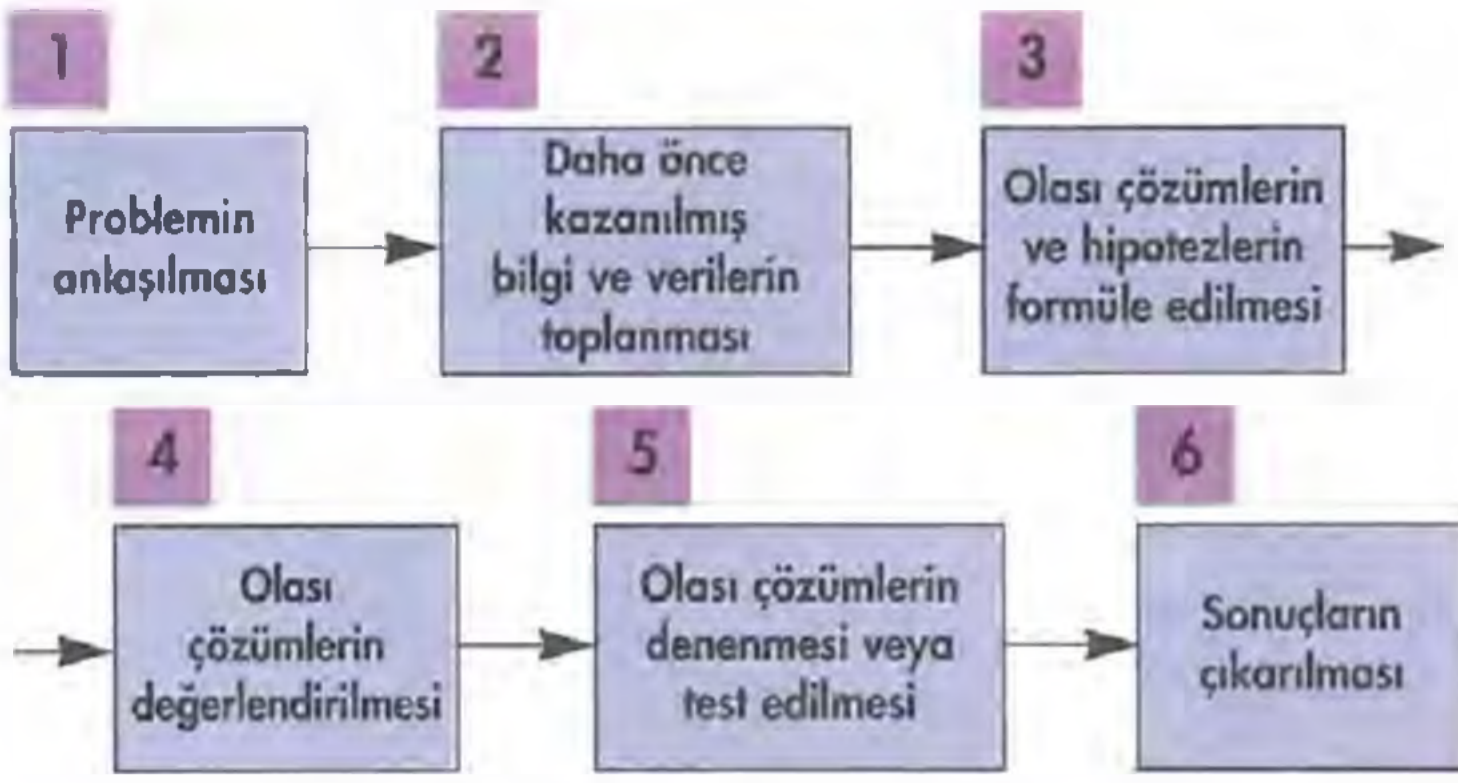 1
2
3
Problemin
anlaşılması
Daha önce
kazanılmış
bilgi ve verilerin
toplanması
Olası çözümlerin
ve hipotezlerin
formüle edilmesi
4
5
6
Olası
çözümlerin
değerlendirilmesi
Olası çözümlerin
denenmesi veya
test edilmesi
Sonuçların
çıkarılması